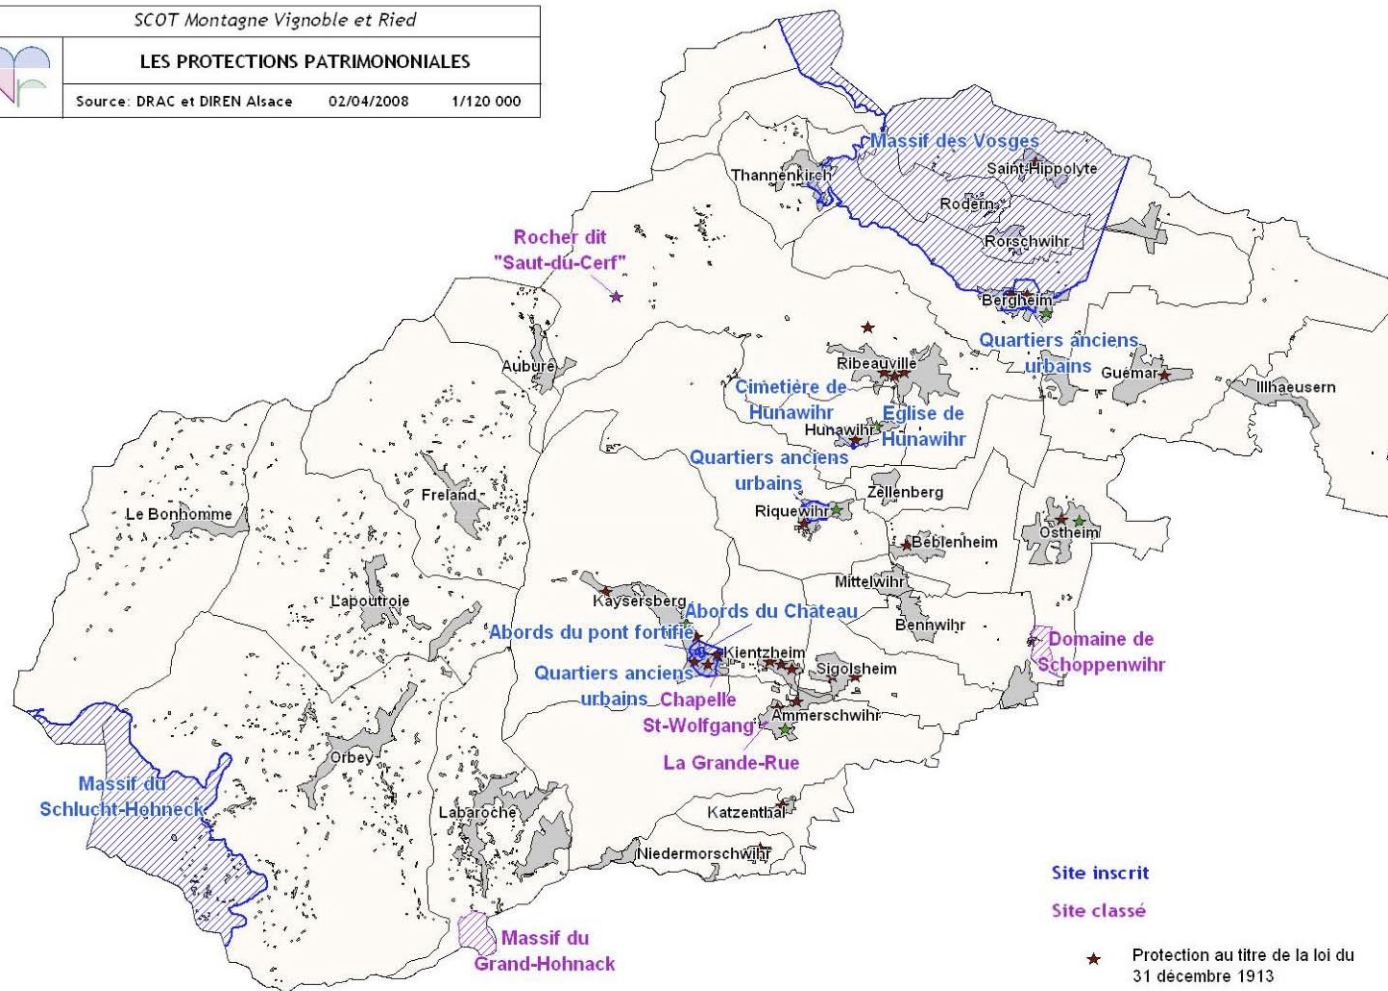 SCOT Montagne Vignoble et Ried
LES PROTECTIONS PATRIMONONIALES
Source: DRAC et DIREN Alsace 02/04/2008 1/120 000
Massif des Vosges
Saint-Hippolyte
Thannenkirch
Rodern
Rorschwihr
Rocher dit
"Saut-du-Cerf"
Bergheim
Quartiers anciens
urbains
Ribeauvillé
Guémar
Illhaeusern
Aubure
Cimetière de
Hunawihr
Eglise de
Hunawihr
Hunawihr
Quartiers anciens
urbains
Zellenberg
Freland
Le Bonhomme
Riquewihr
Ostheim
Beblenheim
Mittelwihr
Bennwihr
Lapoutroie
Kaysersberg
Abords du Château
Abords du pont fortifié
Kientzheim
Domaine de
Schoppenwihr
Quartiers anciens
urbains
Sigolsheim
Chapelle
St-Wolfgang
Ammerschwihr
La Grande-Rue
Orbey
Massif du
Schlucht-Hohneck
Labaroche
Katzenthal
Niedermorschwihr
Massif du
Grand-Hohnack
Site inscrit
Site classé
Protection au titre de la loi du
31 décembre 1913